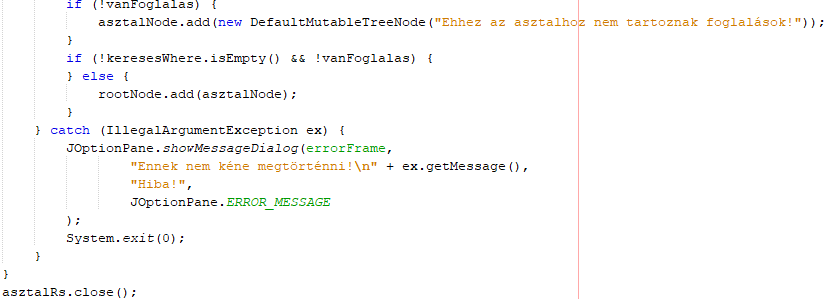 if (!vanFoglalas) {
asztalNode.add(new DefaultMutableTreeNode("Ehhez az asztalhoz nem tartoznak foglalások!"));
}
if (!keresesWhere.isEmpty() && !vanFoglalas) {
} else {
rootNode.add(asztalNode);
}
} catch (IllegalArgumentException ex) {
JOptionPane.showMessageDialog(errorFrame,
"Ennek nem kéne megtörténni!\n" + ex.getMessage(),
"Hiba!",
JOptionPane.ERROR_MESSAGE
);
System.exit(0);
}
}
asztalRs.close();